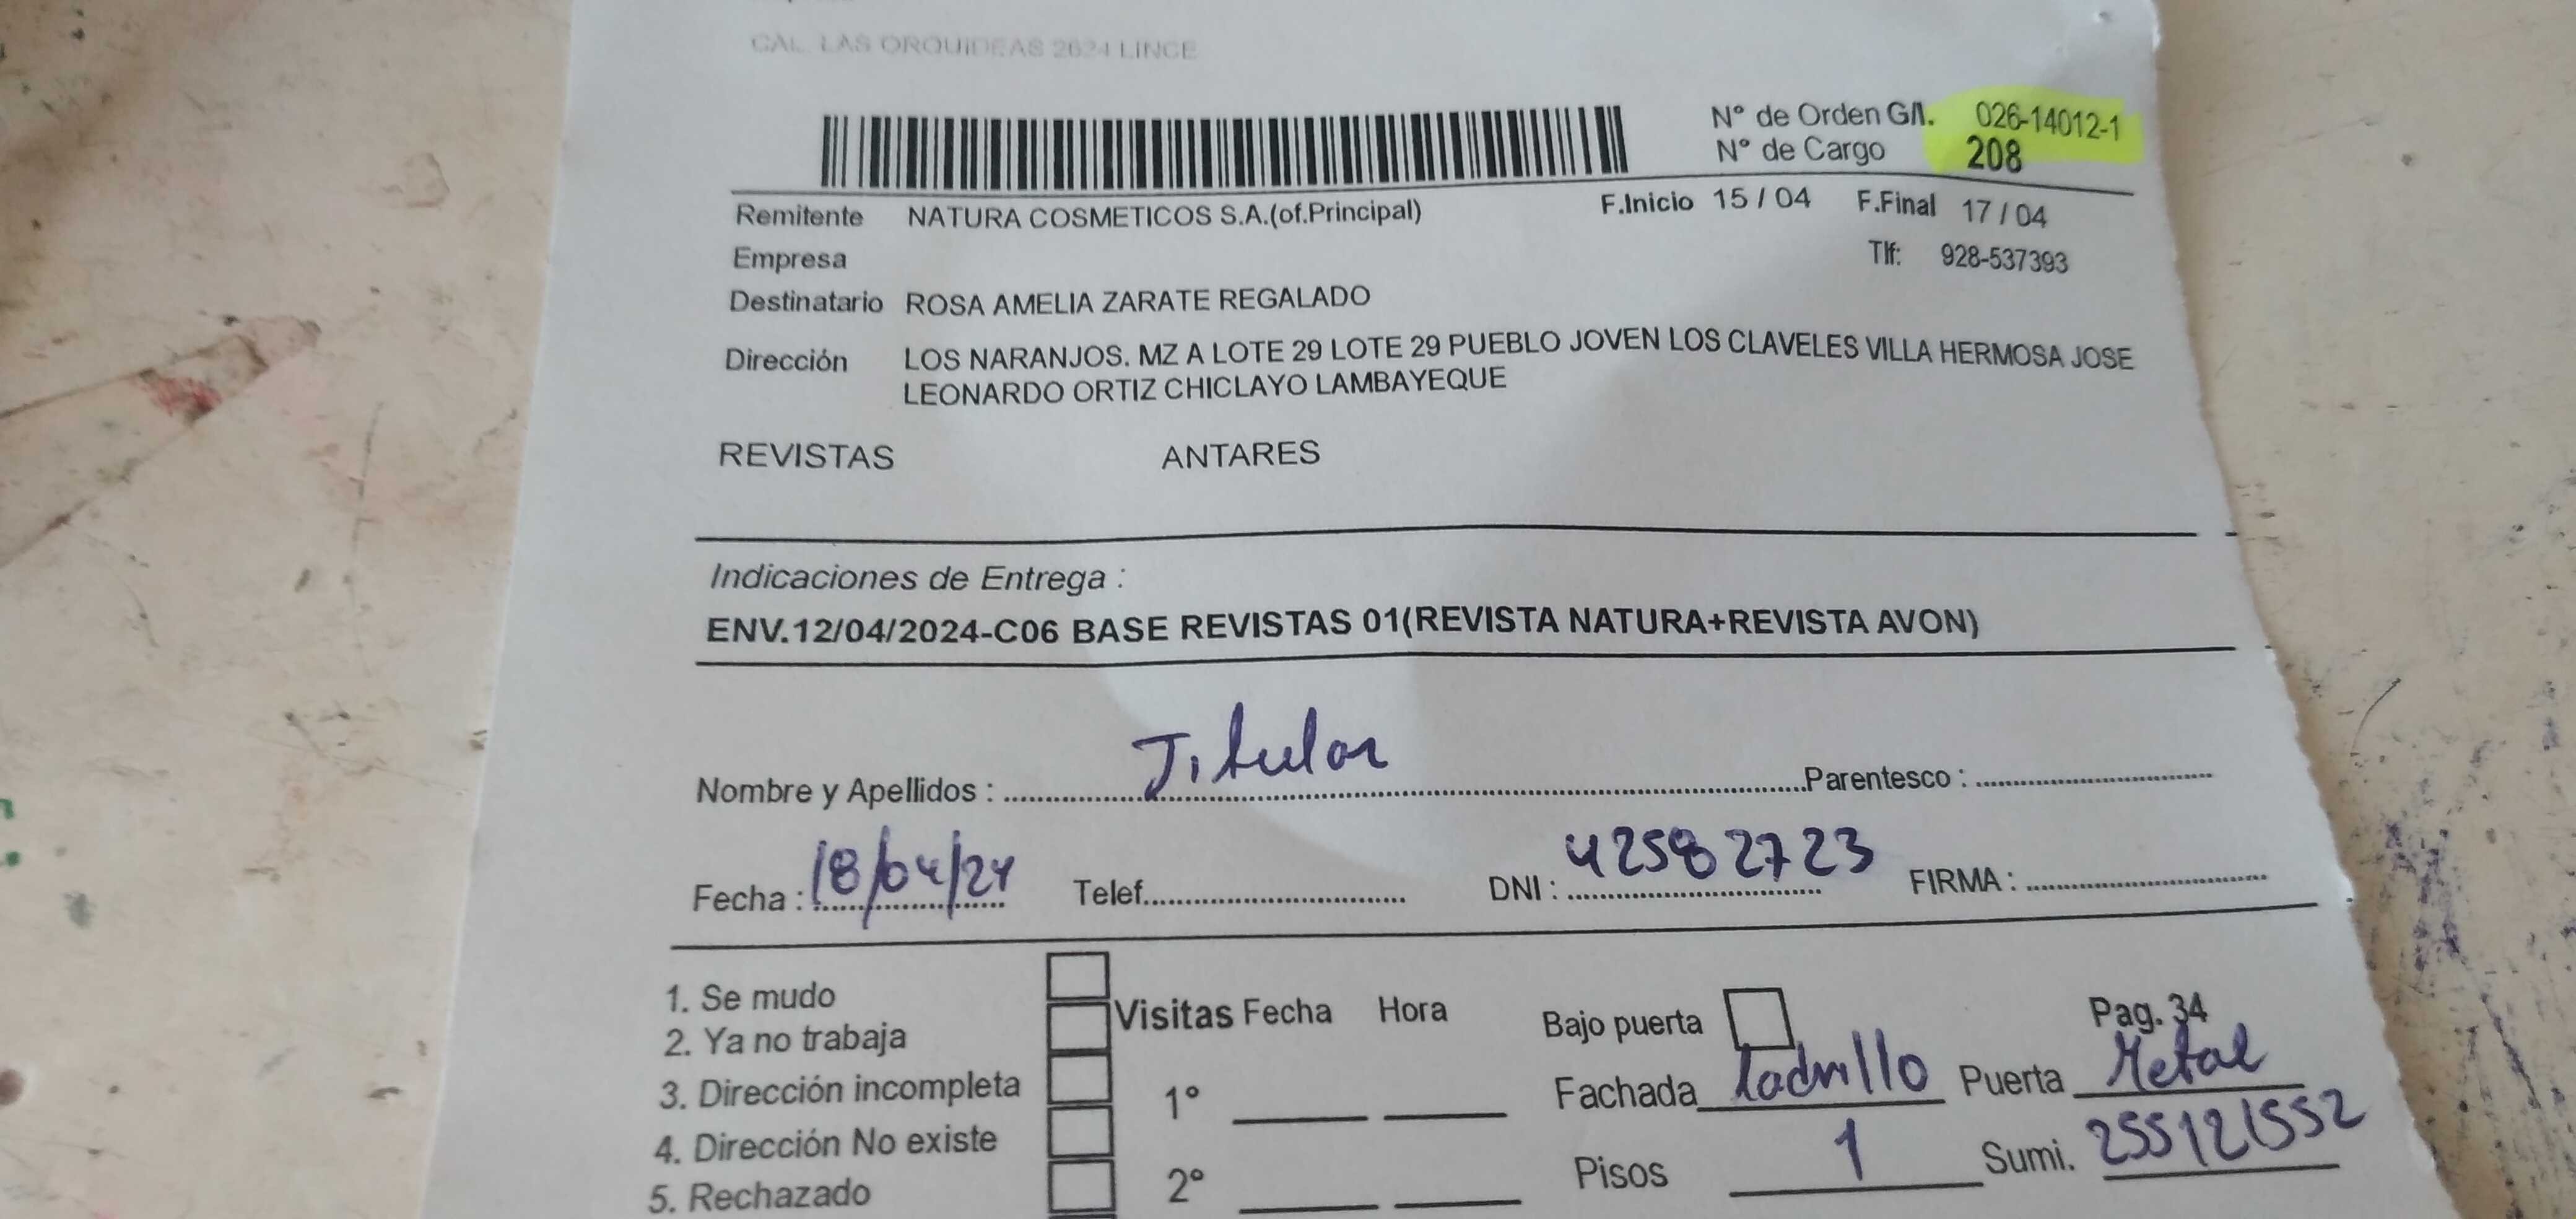 CAL. LAS ORQUIDEAS 2624 LINCE
N° de Orden G/I. 026-14012-1
N° de Cargo 208
Remitente NATURA COSMETICOS S.A.(of.Principal) F.Inicio 15 / 04 F.Final 17 / 04
Empresa Tlf: 928-537393
Destinatario ROSA AMELIA ZARATE REGALADO
Dirección LOS NARANJOS. MZ A LOTE 29 LOTE 29 PUEBLO JOVEN LOS CLAVELES VILLA HERMOSA JOSE
LEONARDO ORTIZ CHICLAYO LAMBAYEQUE
REVISTAS ANTARES
Indicaciones de Entrega :
ENV.12/04/2024-C06 BASE REVISTAS 01(REVISTA NATURA+REVISTA AVON)
Nombre y Apellidos : Titular Parentesco :
Fecha : 18/04/24 Telef. DNI : 42582723 FIRMA :
1. Se mudo
2. Ya no trabaja
3. Dirección incompleta
4. Dirección No existe
5. Rechazado
Visitas Fecha Hora
1°
2°
Bajo puerta Pag. 34
Fachada Ladrillo Puerta Metal
Pisos 1 Sumi. 255121552